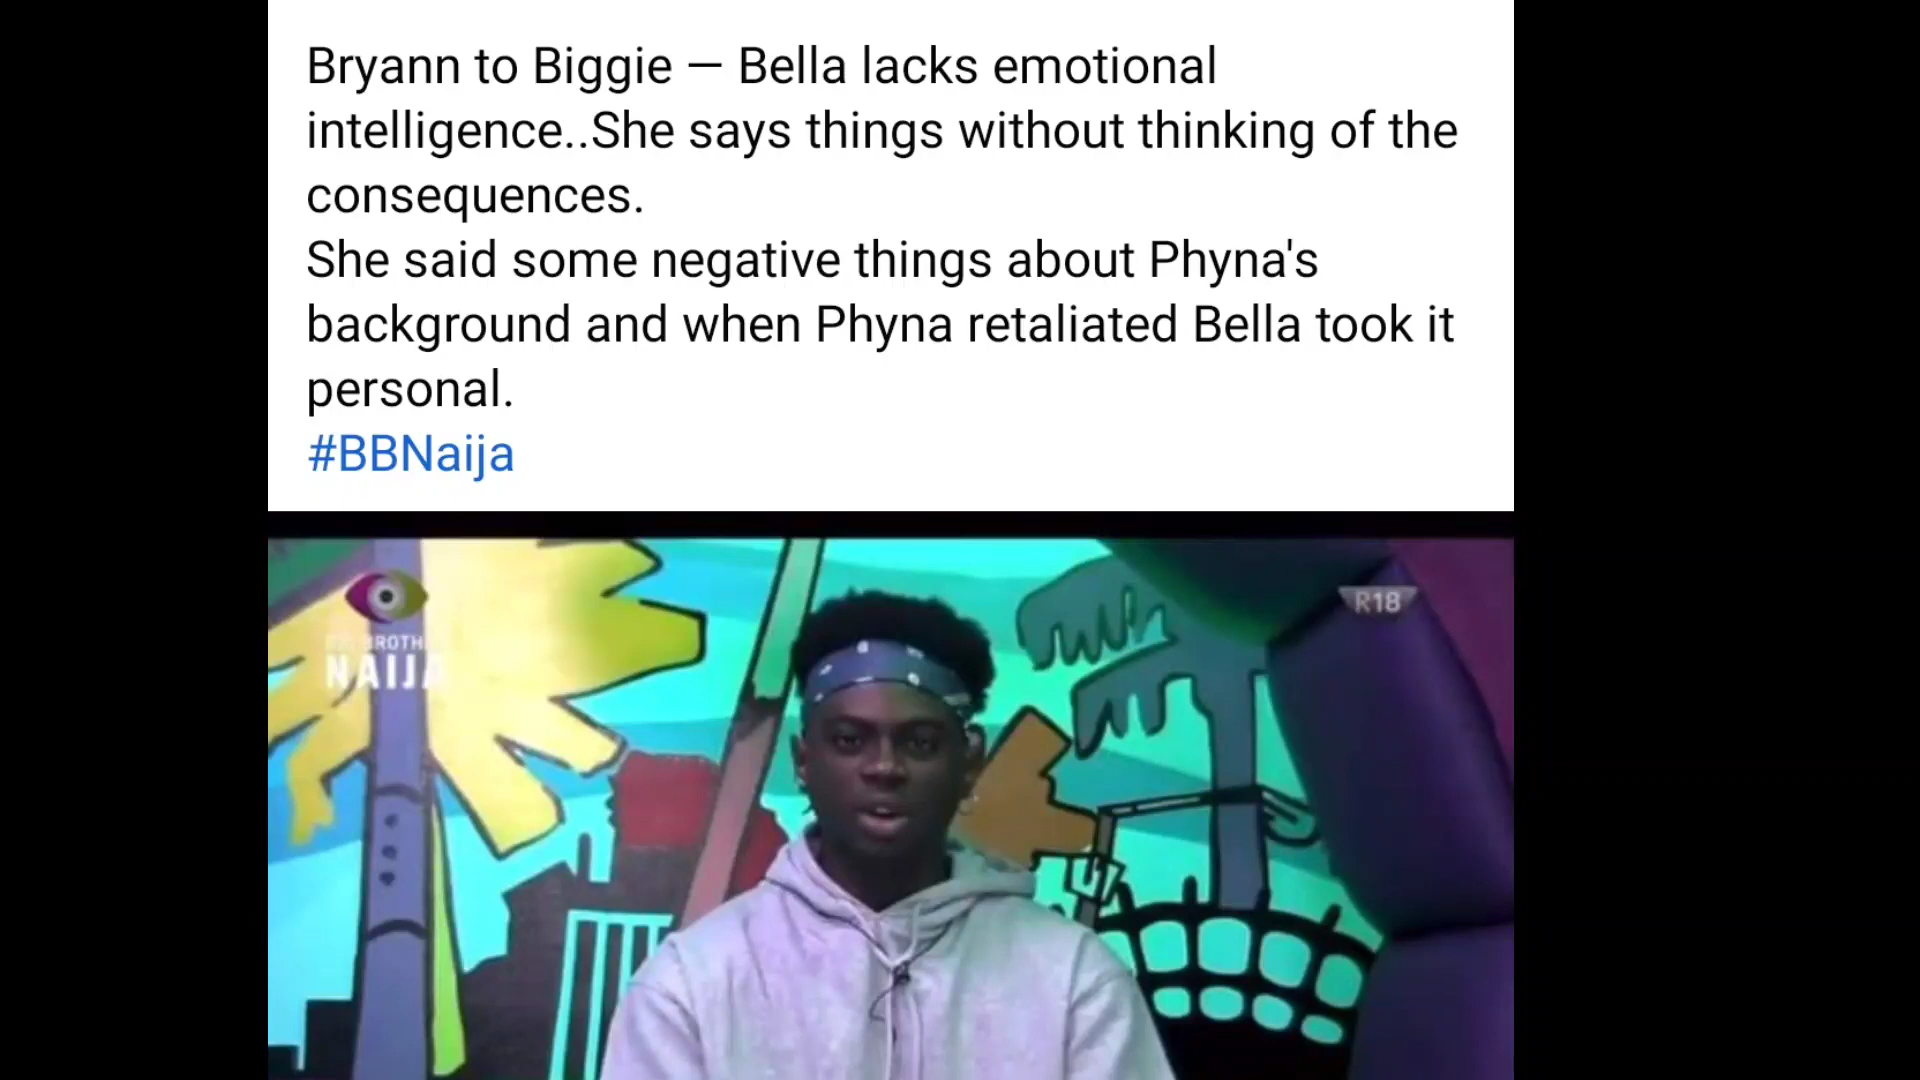 Bryann to Biggie — Bella lacks emotional
intelligence..She says things without thinking of the
consequences.
She said some negative things about Phyna's
background and when Phyna retaliated Bella took it
personal.
#BBNaija
BROTH
NAIJA
R18